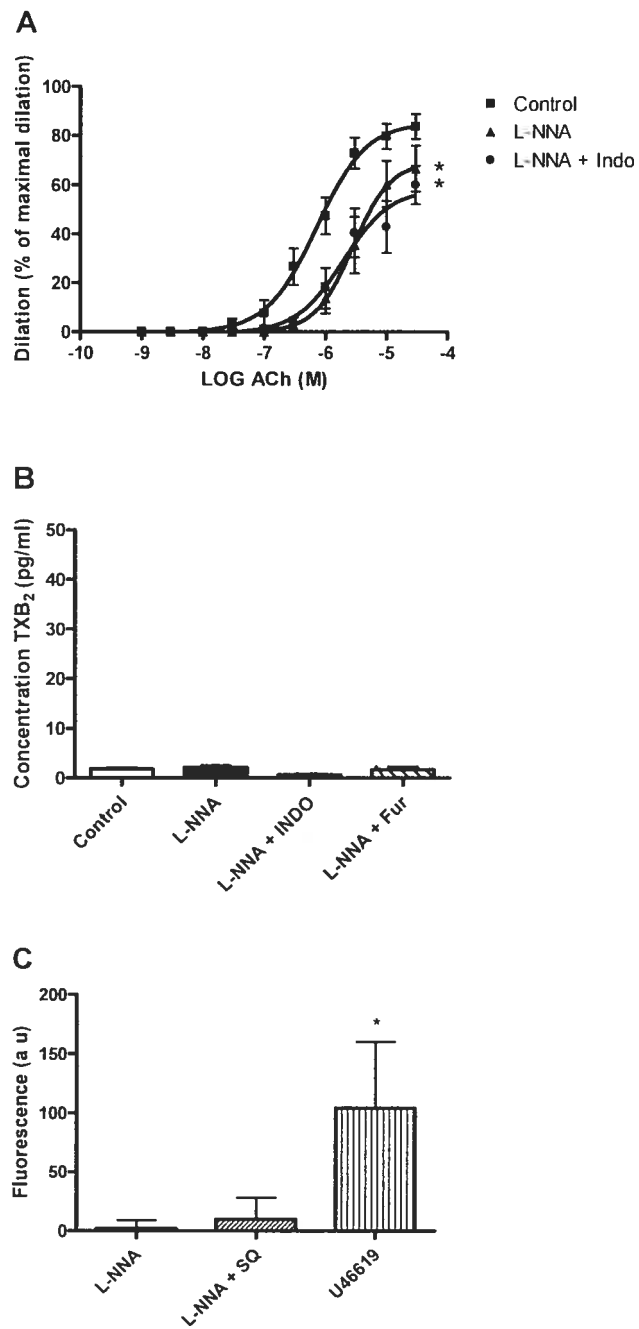 A
Dilation (% of maximal dilation)
100
80
60
40
20
0
-10
-9
-8
-7
-6
-5
-4
LOG ACh (M)
Control
L-NNA
L-NNA + Indo
*
*
B
Concentration TXB₂ (pg/ml)
50
40
30
20
10
0
Control
L-NNA
L-NNA + INDO
L-NNA + Fur
C
Fluorescence (a u)
200
150
100
50
0
*
L-NNA
L-NNA + SQ
U46619